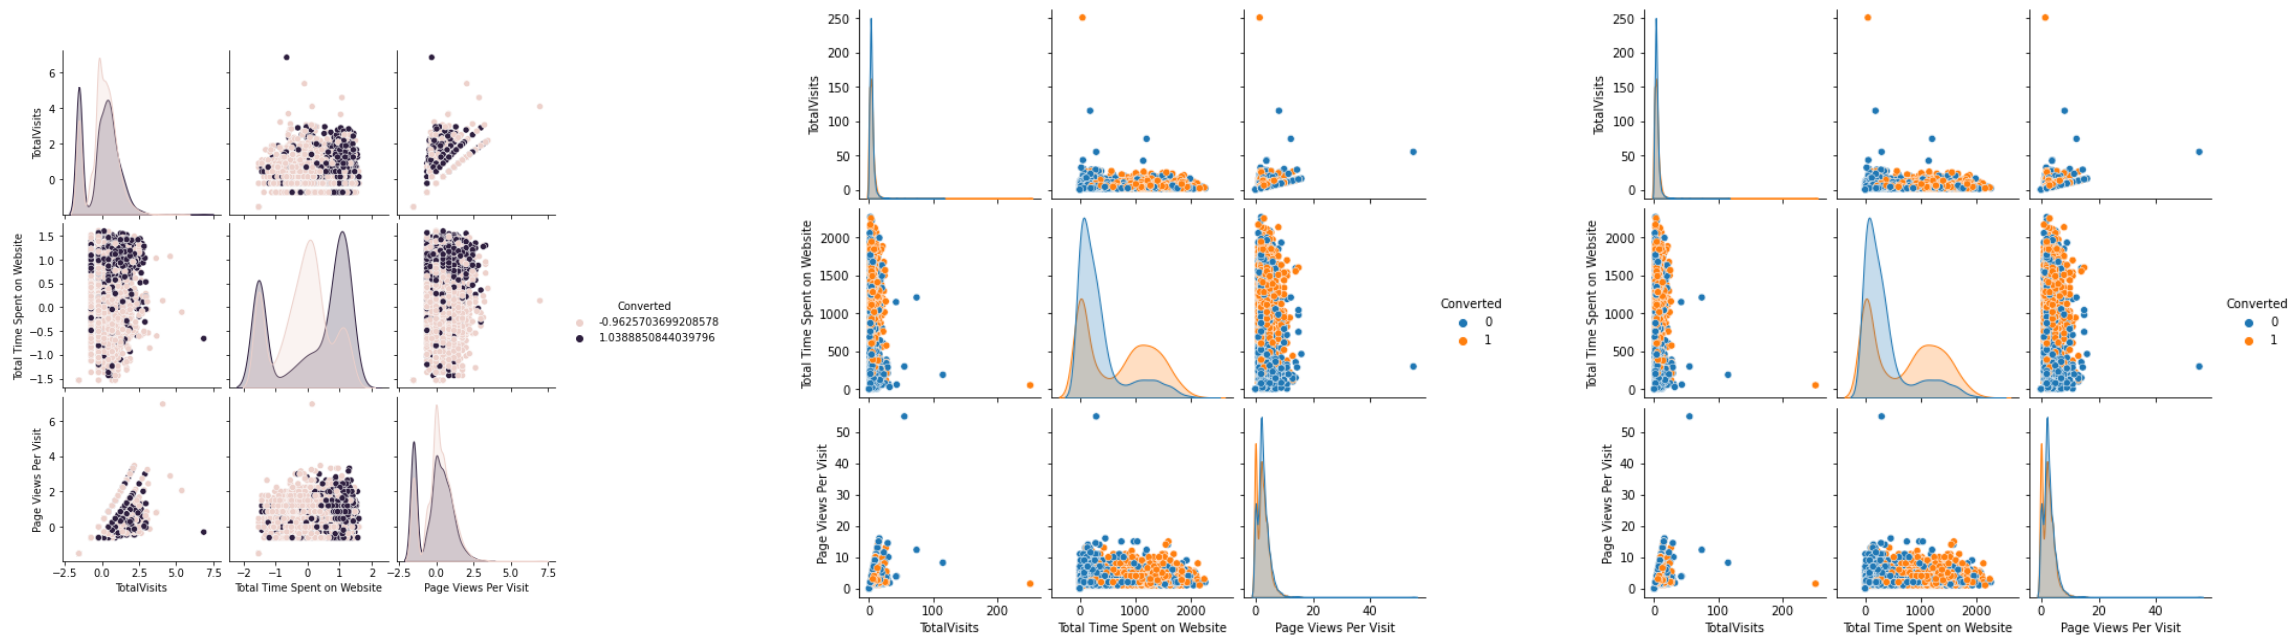 TotalVisits
6
4
2
0
Total Time Spent on Website
1.5
1.0
0.5
0.0
−0.5
−1.0
−1.5
Page Views Per Visit
6
4
2
0
−2.5 0.0 2.5 5.0 7.5
TotalVisits
−2 −1 0 1 2
Total Time Spent on Website
−2.5 0.0 2.5 5.0 7.5
Page Views Per Visit
Converted
-0.9625703699208578
1.0388850844039796
TotalVisits
250
200
150
100
50
0
Total Time Spent on Website
2000
1500
1000
500
0
Page Views Per Visit
50
40
30
20
10
0
0 100 200
TotalVisits
0 1000 2000
Total Time Spent on Website
0 20 40
Page Views Per Visit
Converted
0
1
TotalVisits
250
200
150
100
50
0
Total Time Spent on Website
2000
1500
1000
500
0
Page Views Per Visit
50
40
30
20
10
0
0 100 200
TotalVisits
0 1000 2000
Total Time Spent on Website
0 20 40
Page Views Per Visit
Converted
0
1